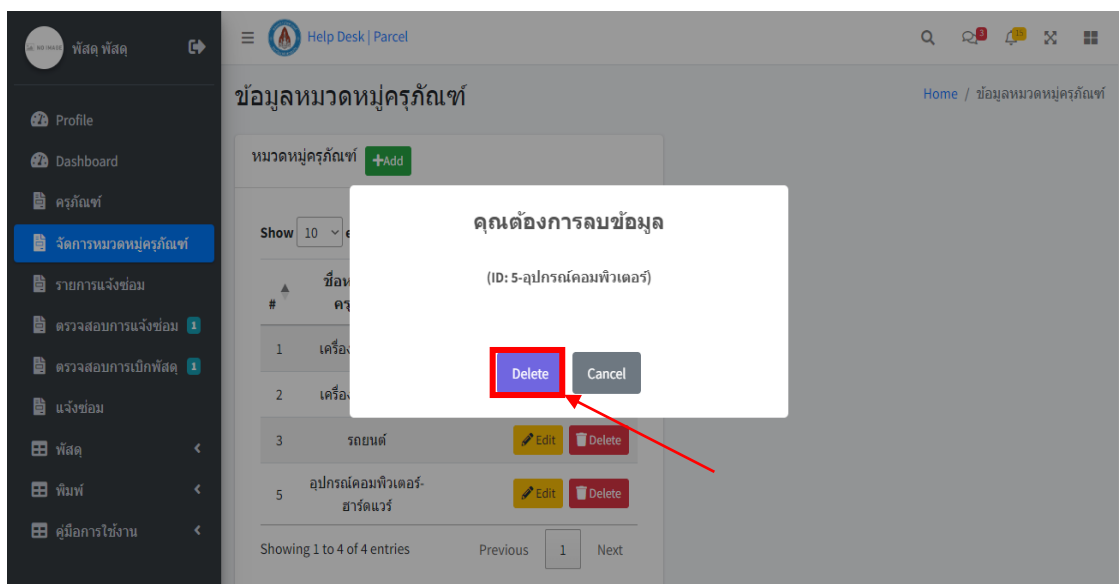 พัสดุ พัสดุ
Help Desk | Parcel
3
15
Profile
Dashboard
ครุภัณฑ์
จัดการหมวดหมู่ครุภัณฑ์
รายการแจ้งซ่อม
ตรวจสอบการแจ้งซ่อม 1
ตรวจสอบการเบิกพัสดุ 1
แจ้งซ่อม
พัสดุ
พิมพ์
คู่มือการใช้งาน
ข้อมูลหมวดหมู่ครุภัณฑ์
Home / ข้อมูลหมวดหมู่ครุภัณฑ์
หมวดหมู่ครุภัณฑ์ +Add
Show 10
#
1
2
3 รถยนต์ Edit Delete
5 อุปกรณ์คอมพิวเตอร์-
ฮาร์ดแวร์ Edit Delete
Showing 1 to 4 of 4 entries Previous 1 Next
คุณต้องการลบข้อมูล
(ID: 5-อุปกรณ์คอมพิวเตอร์)
Delete Cancel